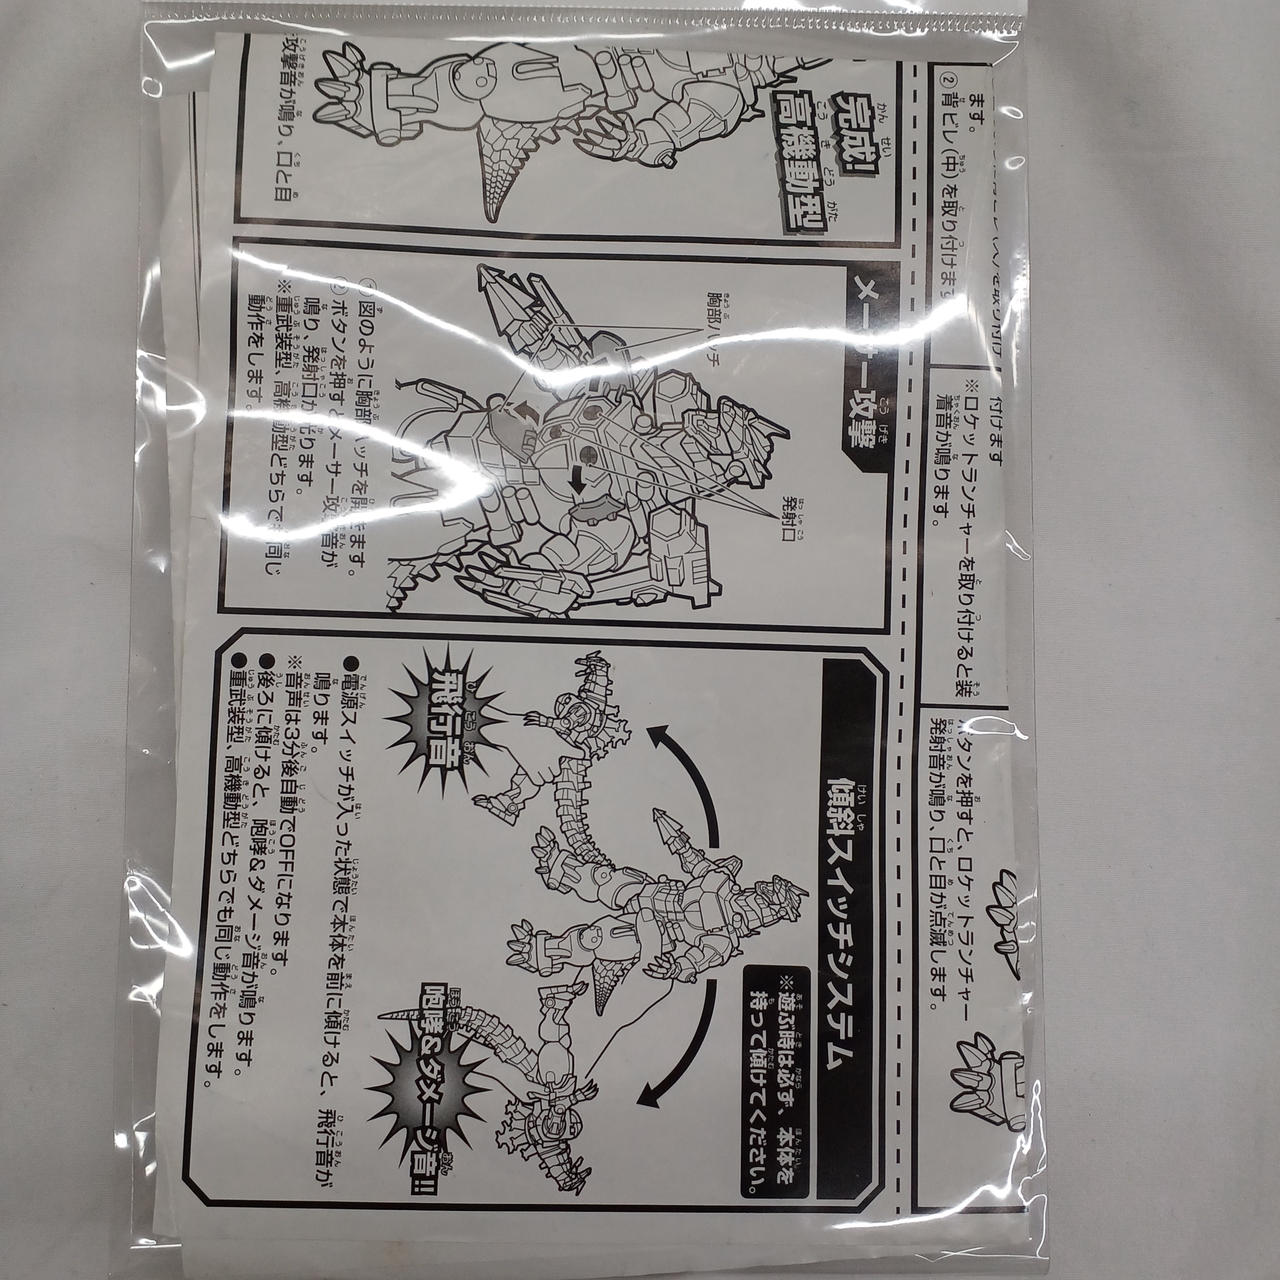 ます。
②背ビレ(中)を取り付けます
付けます
※ロケットランチャーを取り付けると装
着音が鳴ります。
ボタンを押すと、ロケットランチャー
発射音が鳴り、口と目が点滅します。
完成!
高機動型
攻撃音が鳴り、口と目
メーサー攻撃
胸部ハッチ
発射口
①図のように胸部ハッチを開きます。
②ボタンを押すとメーサー攻撃音が
鳴り、発射口が光ります。
※重武装型、高機動型どちらでも同じ
動作をします。
傾斜スイッチシステム
※遊ぶ時は必ず、本体を
持って傾けてください。
飛行音
咆哮&ダメージ音!!
●電源スイッチが入った状態で本体を前に傾けると、飛行音が
鳴ります。
※音声は3分後自動でOFFになります。
●後ろに傾けると、咆哮&ダメージ音が鳴ります。
●重武装型、高機動型どちらでも同じ動作をします。